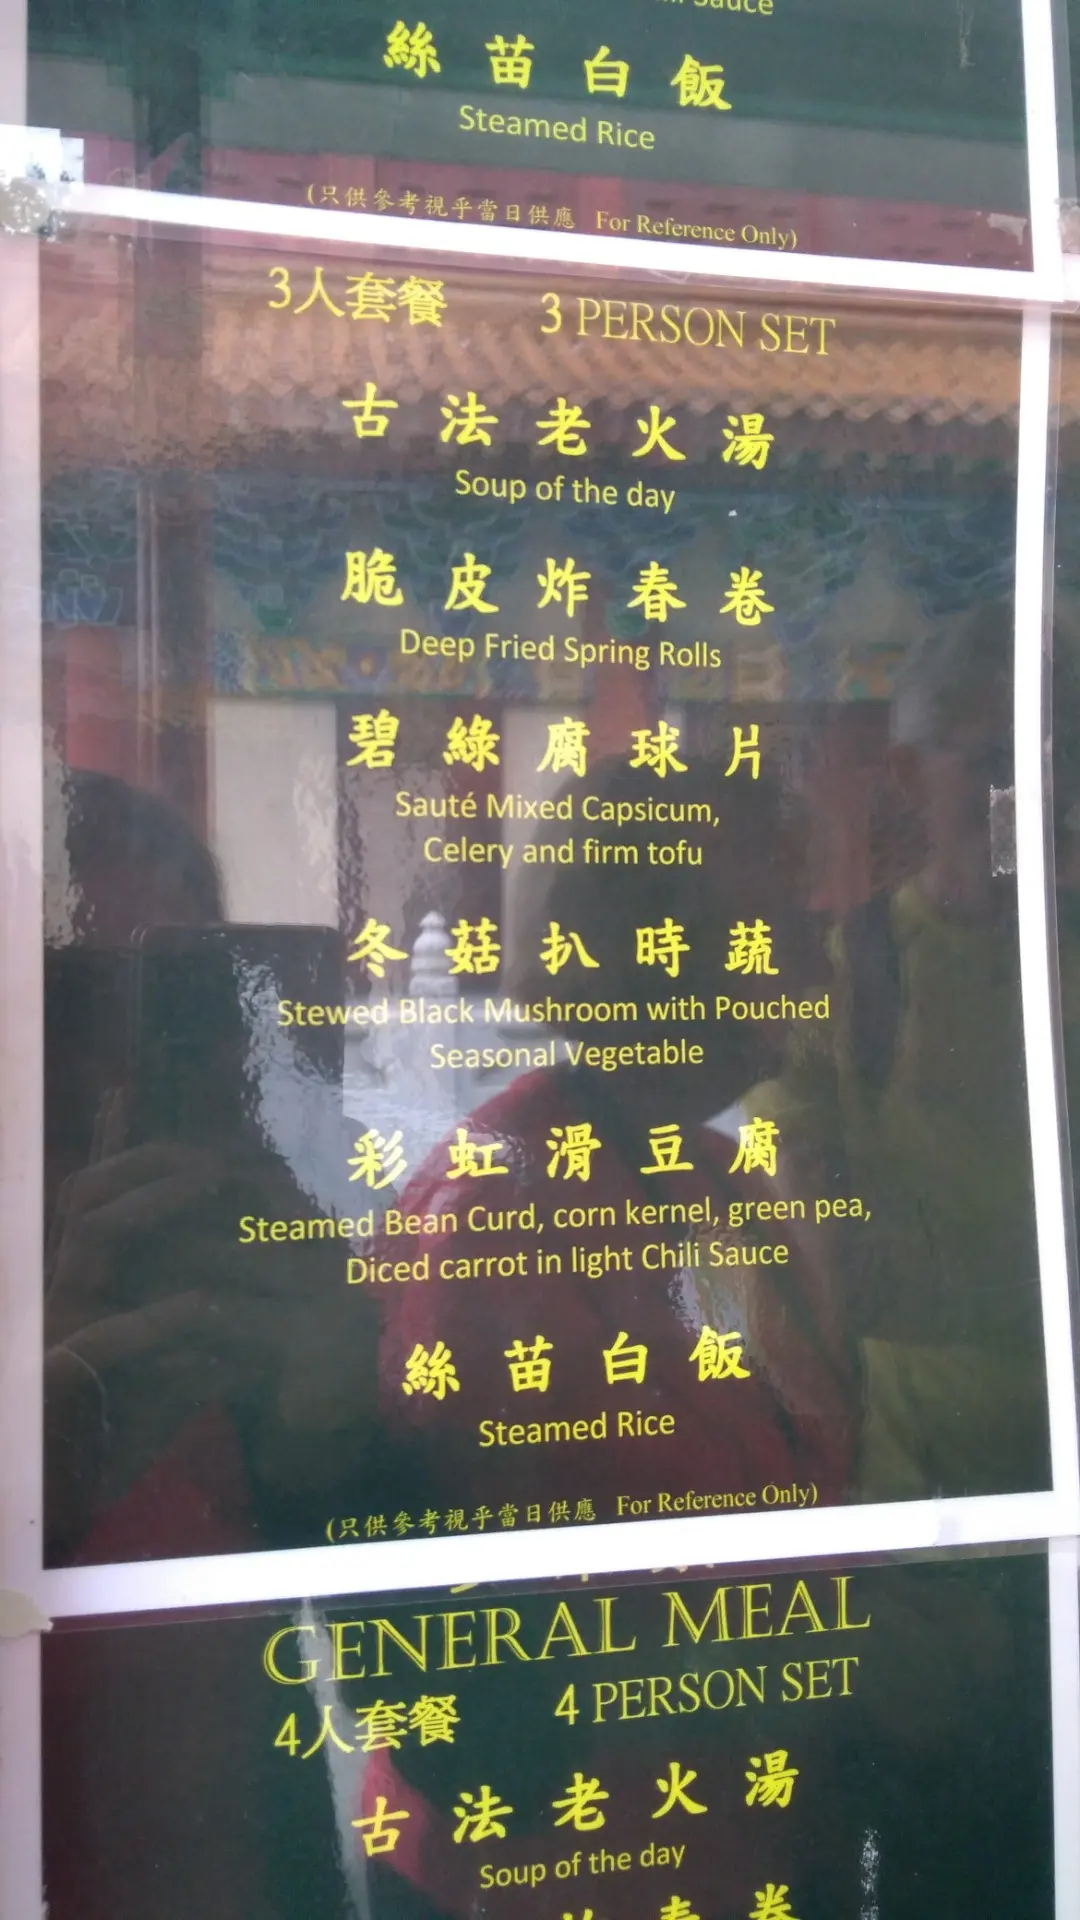 Sauce
絲苗白飯
Steamed Rice
(只供參考視乎當日供應 For Reference Only)
3人套餐 3 PERSON SET
古法老火湯
Soup of the day
脆皮炸春卷
Deep Fried Spring Rolls
碧綠腐球片
Sauté Mixed Capsicum,
Celery and firm tofu
冬菇扒時蔬
Stewed Black Mushroom with Pouched
Seasonal Vegetable
彩虹滑豆腐
Steamed Bean Curd, corn kernel, green pea,
Diced carrot in light Chili Sauce
絲苗白飯
Steamed Rice
(只供參考視乎當日供應 For Reference Only)
GENERAL MEAL
4人套餐 4 PERSON SET
古法老火湯
Soup of the day
春卷